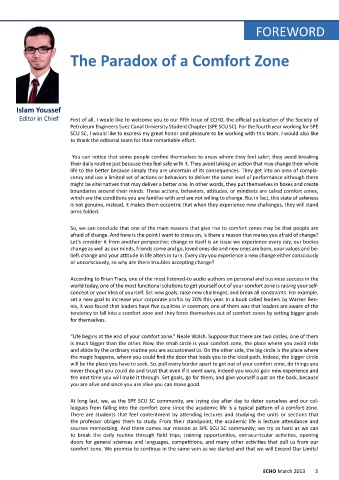 FOREWORD
The Paradox of a Comfort Zone
Islam Youssef
Editor in Chief
First of all, I would like to welcome you to our Fifth issue of ECHO, the official publication of the Society of
Petroleum Engineers Suez Canal University Student Chapter (SPE SCU SC). For the fourth year working for SPE
SCU SC, I would like to express my great honor and pleasure to be working with this team. I would also like
to thank the editorial team for their remarkable effort.
You can notice that some people confine themselves to areas where they feel safer; they avoid breaking
their daily routine just because they feel safe with it. They avoid taking an action that may change their whole
life to the better because simply they are uncertain of its consequences. They get into an area of compla-
cency and use a limited set of actions or behaviors to deliver the same level of performance although there
might be alternatives that may deliver a better one. In other words, they put themselves in boxes and create
boundaries around their minds. These actions, behaviors, attitudes, or mindsets are called comfort zones,
which are the conditions you are familiar with and are not willing to change. But in fact, this state of safeness
is not genuine, instead, it makes them eccentric that when they experience new challenges, they will stand
arms folded.
So, we can conclude that one of the main reasons that give rise to comfort zones may be that people are
afraid of change. And here is the point I want to stress on, is there a reason that makes you afraid of change?
Let's consider it from another perspective; change in itself is an issue we experience every day, our bodies
change as well as our minds, friends come and go, loved ones die and new ones are born, your values and be-
liefs change and your attitude in life alters in turn. Every day you experience a new change either consciously
or unconsciously, so why are there troubles accepting change?
According to Brian Tracy, one of the most listened-to audio authors on personal and business success in the
world today, one of the most functional solutions to get yourself out of your comfort zone is raising your self-
concept or your idea of yourself. Set new goals, raise new challenges, and break all constraints. For example,
set a new goal to increase your corporate profits by 20% this year. In a book called leaders by Warren Ben-
nis, it was found that leaders have five qualities in common; one of them was that leaders are aware of the
tendency to fall into a comfort zone and they force themselves out of comfort zones by setting bigger goals
for themselves.
"Life begins at the end of your comfort zone." Neale Walsh. Suppose that there are two circles, one of them
is much bigger than the other. Now, the small circle is your comfort zone, the place where you avoid risks
and abide by the ordinary routine you are accustomed to. On the other side, the big circle is the place where
the magic happens, where you could find the door that leads you to the ideal path. Indeed, the bigger circle
will be the place you have to seek. So, pull every border apart to get out of your comfort zone, do things you
never thought you could do and trust that even if it went awry, indeed you would gain new experience and
the next time you will make it through. Set goals, go for them, and give yourself a pat on the back, because
you are alive and since you are alive you can make good.
At long last, we, as the SPE SCU SC community, are trying day after day to deter ourselves and our col-
leagues from falling into the comfort zone since the academic life is a typical pattern of a comfort zone.
There are students that feel contentment by attending lectures and studying the units or sections that
the professor obliges them to study. From their standpoint, the academic life is lecture attendance and
courses memorizing. And there comes our mission as SPE SCU SC community; we try as hard as we can
to break the daily routine through field trips, training opportunities, extracurricular activities, opening
doors for general sciences and languages, competitions, and many other activities that pull us from our
comfort zone. We promise to continue in the same vein as we started and that we will Exceed Our Limits!
ECHO March 2013 3